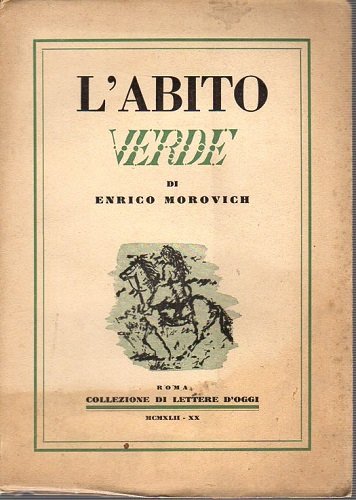 L'ABITO
VERDE
DI
ENRICO MOROVICH
ROMA
COLLEZIONE DI LETTERE D'OGGI
MCMXLII - XX